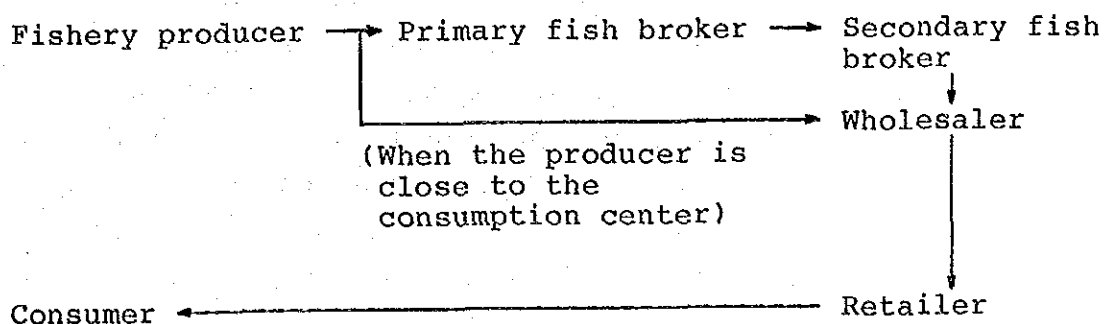 Fishery producer Primary fish broker Secondary fish
broker
Wholesaler
(When the producer is
close to the
consumption center)
Consumer Retailer